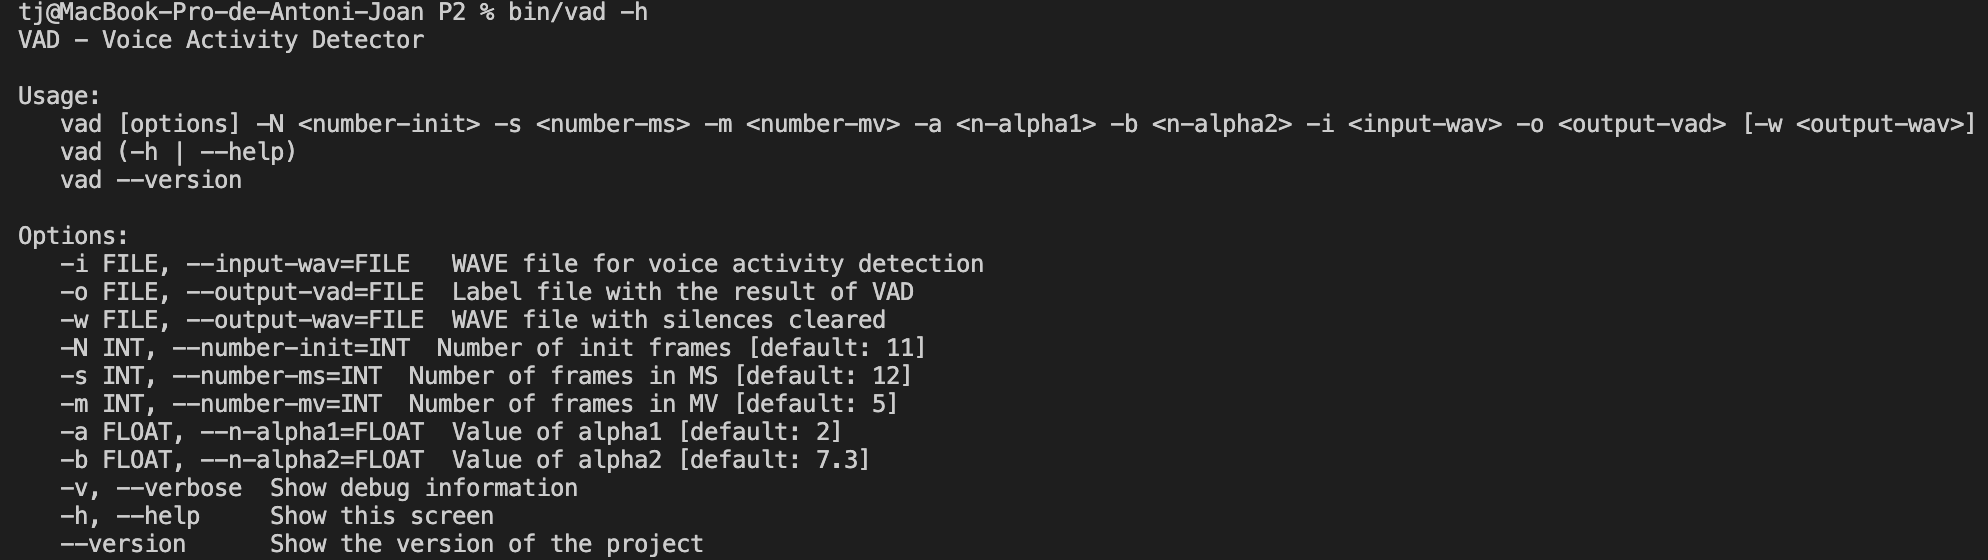 tj@MacBook-Pro-de-Antoni-Joan P2 % bin/vad -h
VAD - Voice Activity Detector

Usage:
   vad [options] -N <number-init> -s <number-ms> -m <number-mv> -a <n-alpha1> -b <n-alpha2> -i <input-wav> -o <output-vad> [-w <output-wav>]
   vad (-h | --help)
   vad --version

Options:
   -i FILE, --input-wav=FILE   WAVE file for voice activity detection
   -o FILE, --output-vad=FILE  Label file with the result of VAD
   -w FILE, --output-wav=FILE  WAVE file with silences cleared
   -N INT, --number-init=INT  Number of init frames [default: 11]
   -s INT, --number-ms=INT  Number of frames in MS [default: 12]
   -m INT, --number-mv=INT  Number of frames in MV [default: 5]
   -a FLOAT, --n-alpha1=FLOAT  Value of alpha1 [default: 2]
   -b FLOAT, --n-alpha2=FLOAT  Value of alpha2 [default: 7.3]
   -v, --verbose  Show debug information
   -h, --help     Show this screen
   --version      Show the version of the project